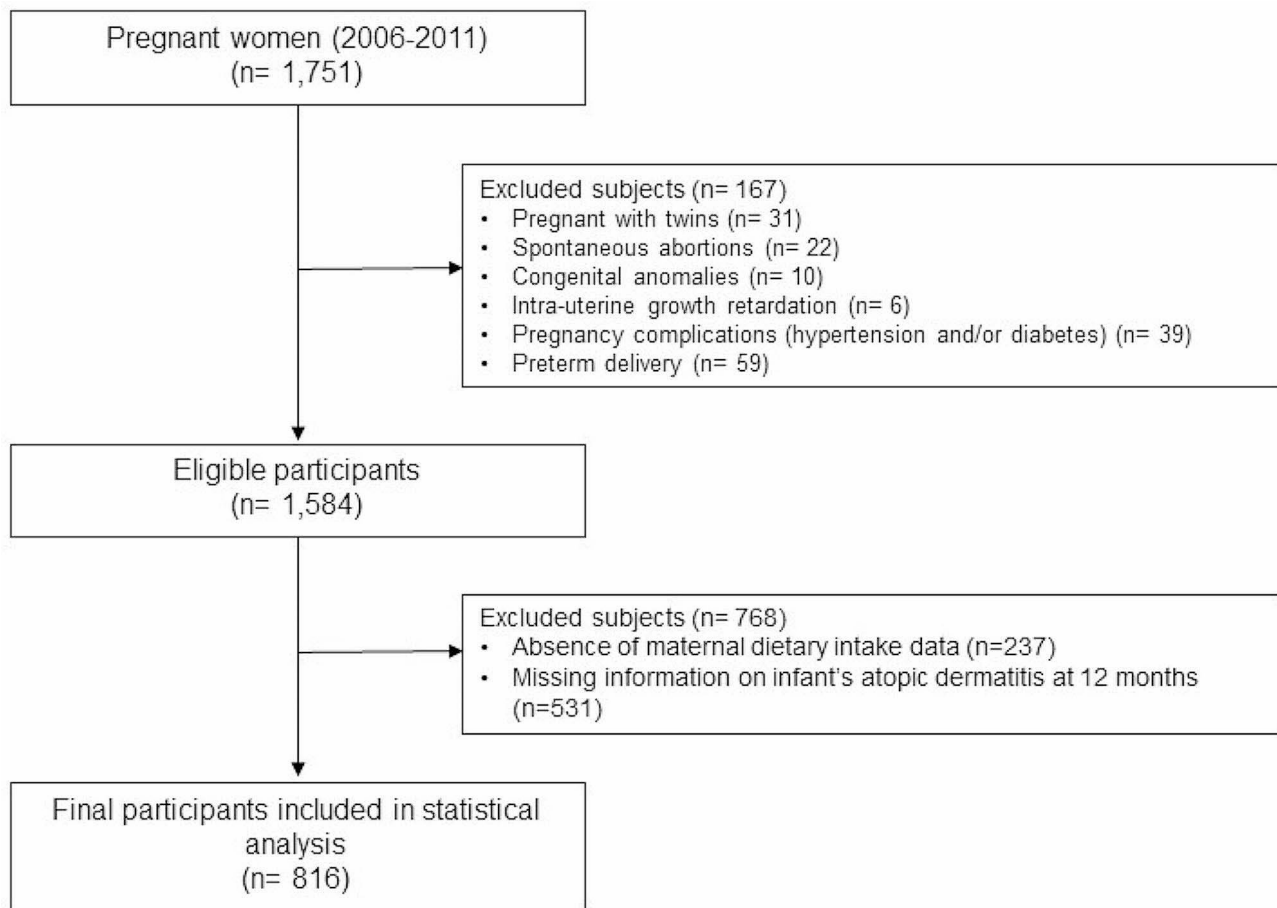 Pregnant women (2006-2011)
(n= 1,751)
Excluded subjects (n= 167)
• Pregnant with twins (n= 31)
• Spontaneous abortions (n= 22)
• Congenital anomalies (n= 10)
• Intra-uterine growth retardation (n= 6)
• Pregnancy complications (hypertension and/or diabetes) (n= 39)
• Preterm delivery (n= 59)
Eligible participants
(n= 1,584)
Excluded subjects (n= 768)
• Absence of maternal dietary intake data (n=237)
• Missing information on infant's atopic dermatitis at 12 months
(n=531)
Final participants included in statistical
analysis
(n= 816)